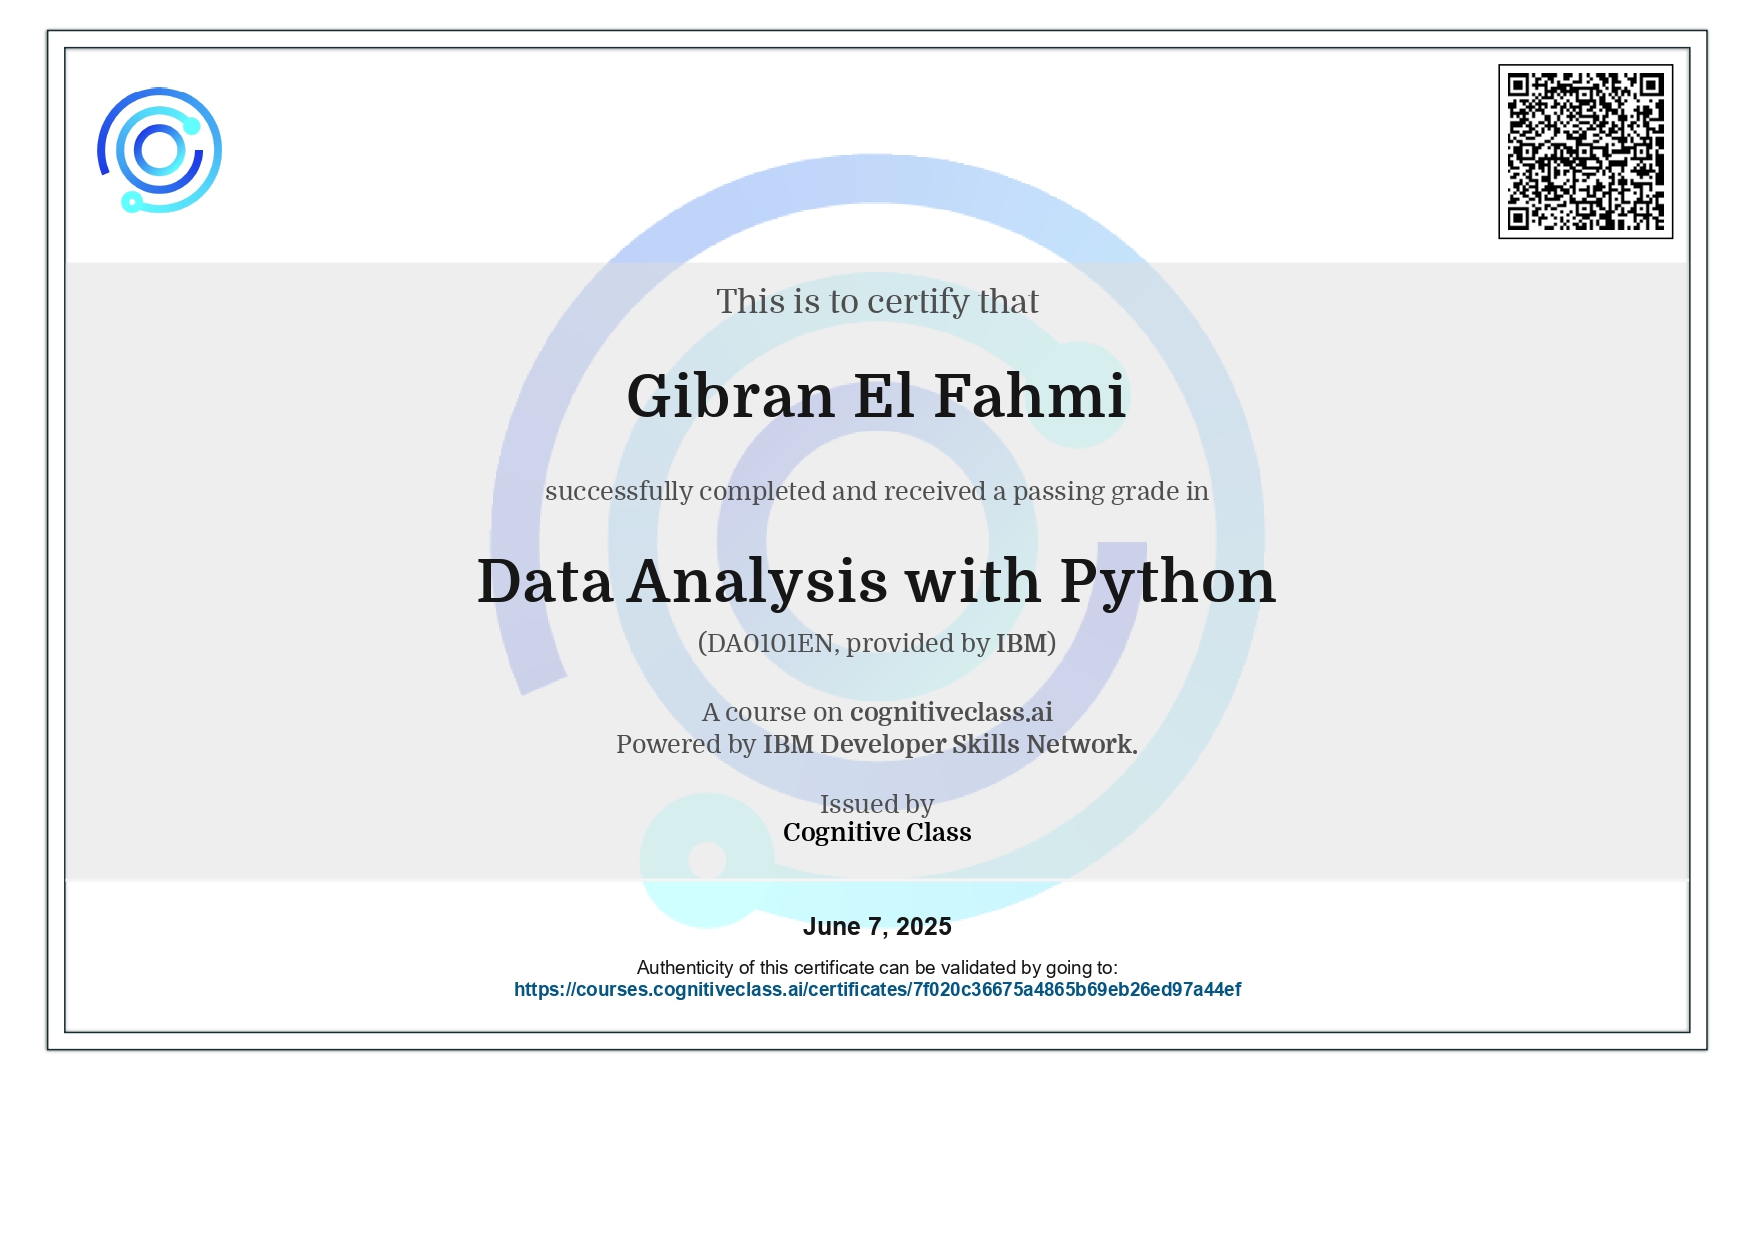 This is to certify that
Gibran El Fahmi
successfully completed and received a passing grade in
Data Analysis with Python
(DA0101EN, provided by IBM)
A course on cognitiveclass.ai
Powered by IBM Developer Skills Network.
Issued by
Cognitive Class
June 7, 2025
Authenticity of this certificate can be validated by going to:
https://courses.cognitiveclass.ai/certificates/7f020c36675a4865b69eb26ed97a44ef